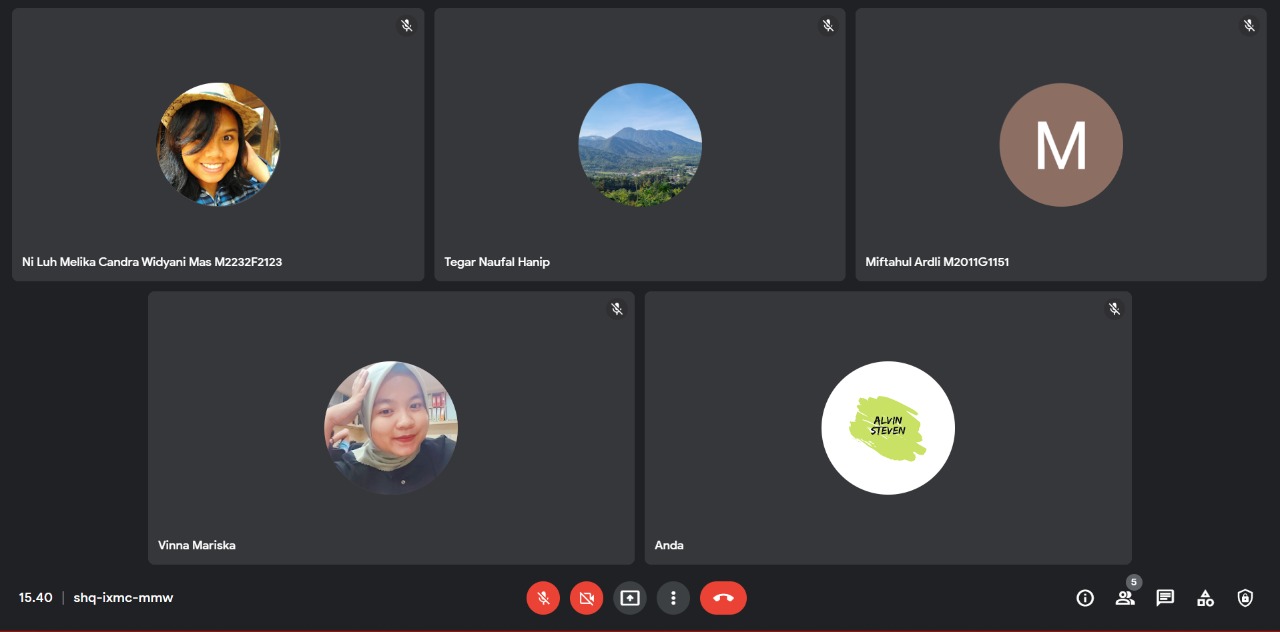 Ni Luh Melika Candra Widyani Mas M2232F2123
Tegar Naufal Hanip
M
Miftahul Ardli M2011G1151
Vinna Mariska
ALVIN
STEVEN
Anda
15.40 | shq-ixmc-mmw
5